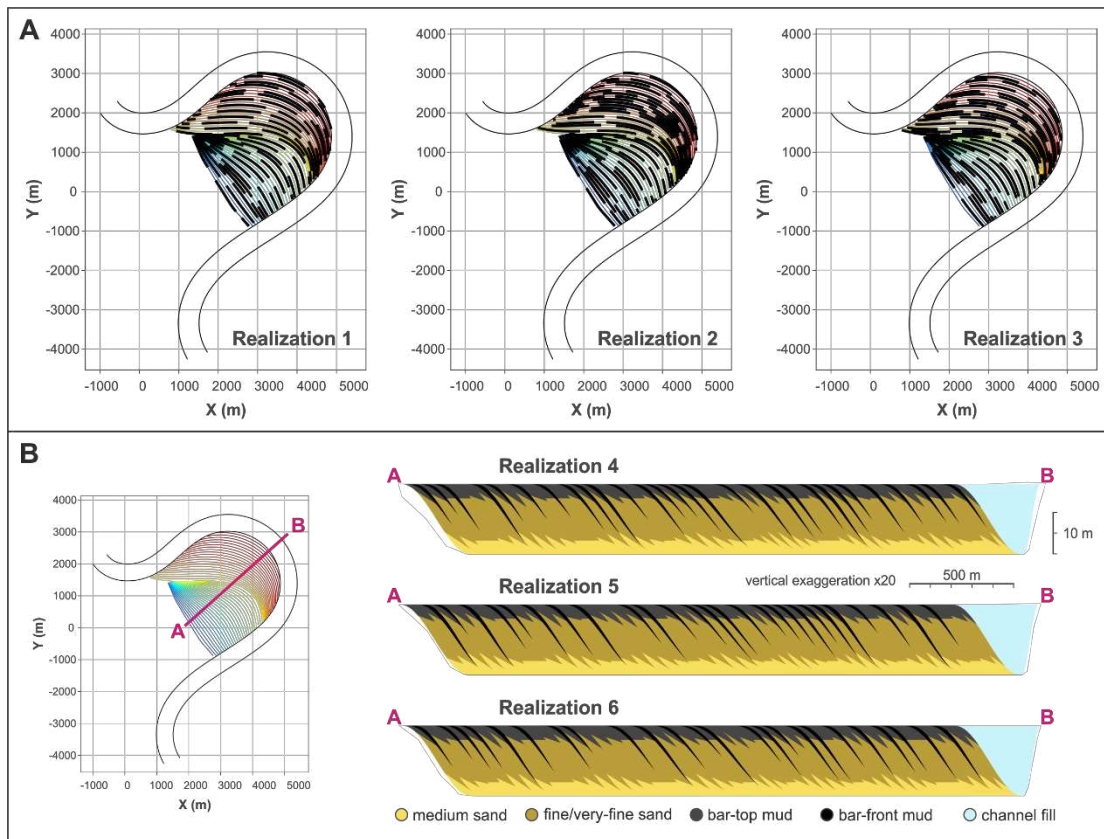 A
4000
3000
2000
1000
0
-1000
-2000
-3000
-4000
Y (m)
-1000 0 1000 2000 3000 4000 5000
X (m)
Realization 1
4000
3000
2000
1000
0
-1000
-2000
-3000
-4000
Y (m)
-1000 0 1000 2000 3000 4000 5000
X (m)
Realization 2
4000
3000
2000
1000
0
-1000
-2000
-3000
-4000
Y (m)
-1000 0 1000 2000 3000 4000 5000
X (m)
Realization 3
B
4000
3000
2000
1000
0
-1000
-2000
-3000
-4000
Y (m)
-1000 0 1000 2000 3000 4000 5000
X (m)
B
A
Realization 4
A B
10 m
vertical exaggeration x20 500 m
Realization 5
A B
Realization 6
A B
medium sand fine/very-fine sand bar-top mud bar-front mud channel fill